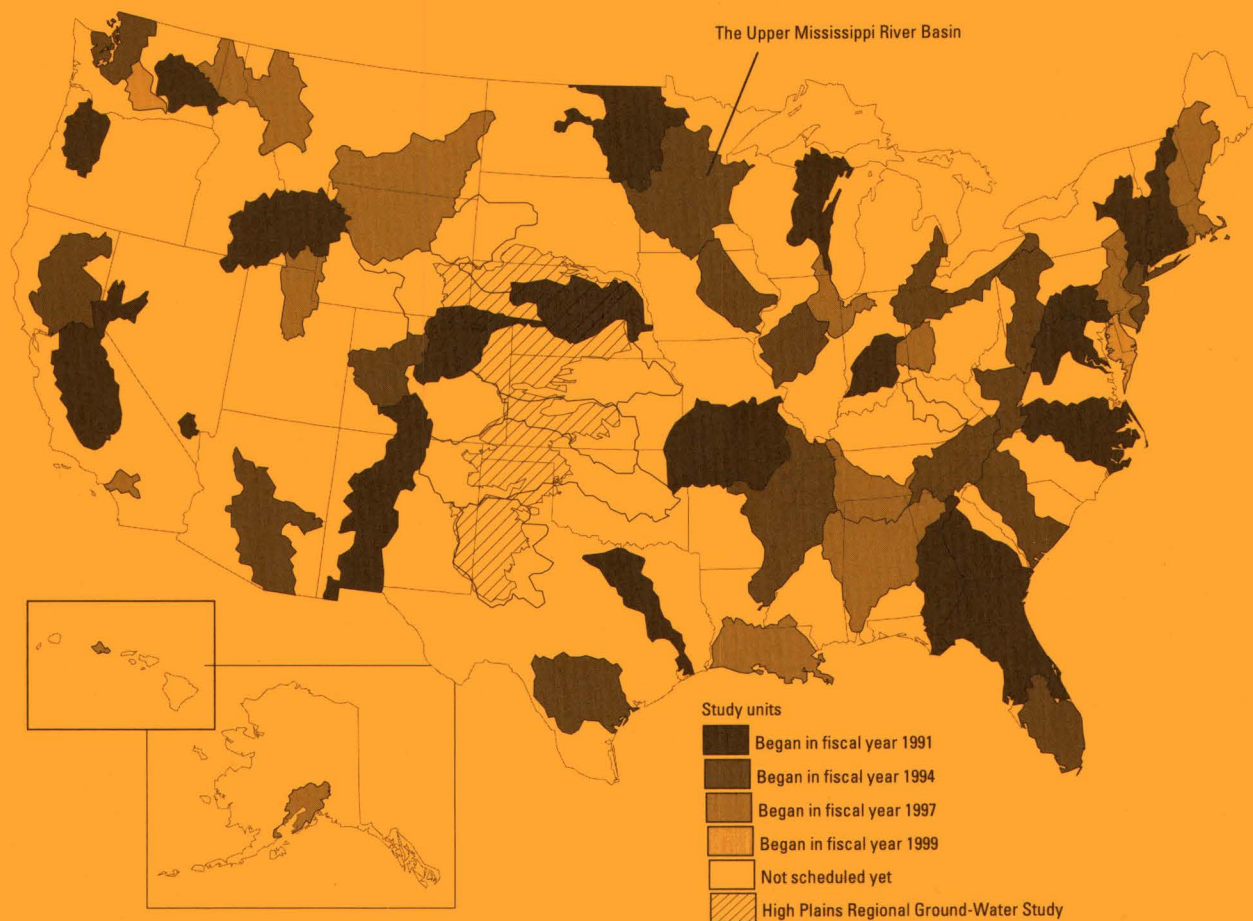 The Upper Mississippi River Basin
Study units
Began in fiscal year 1991
Began in fiscal year 1994
Began in fiscal year 1997
Began in fiscal year 1999
Not scheduled yet
High Plains Regional Ground-Water Study